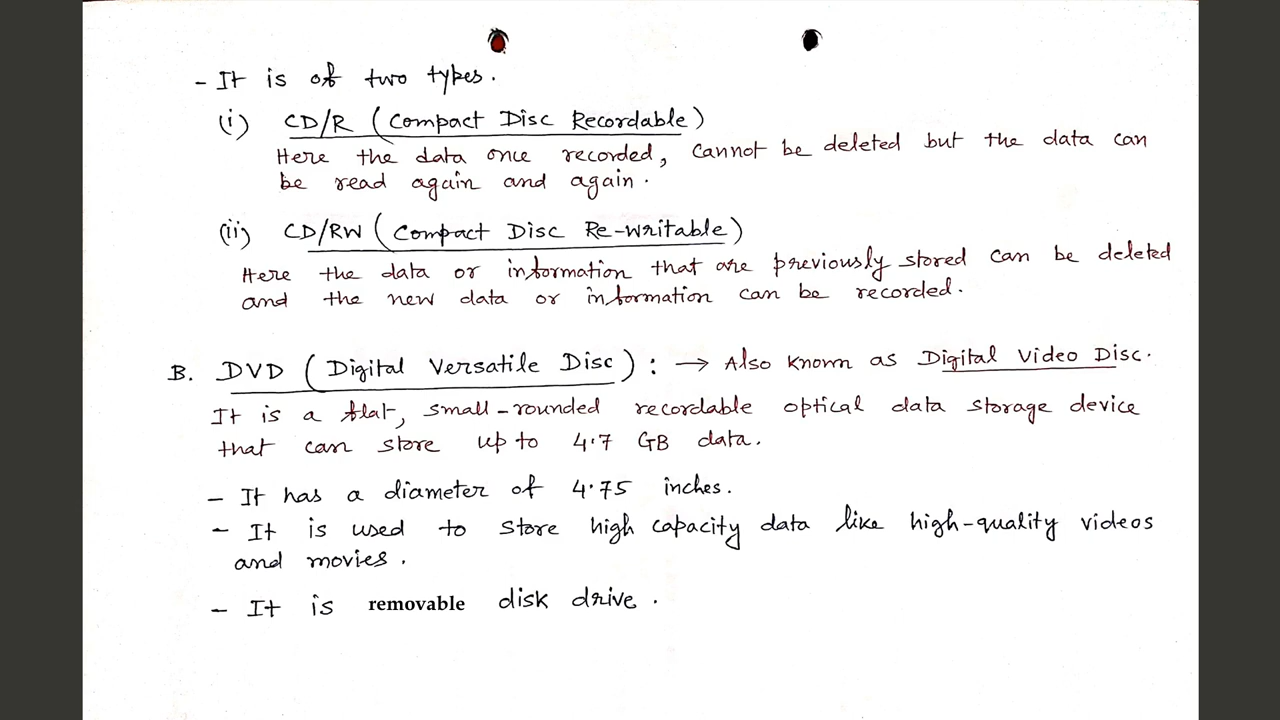 - It is of two types.
(i) CD/R (Compact Disc Recordable)
Here the data once recorded, cannot be deleted but the data can
be read again and again.
(ii) CD/RW (Compact Disc Re-writable)
Here the data or information that are previously stored can be deleted
and the new data or information can be recorded.
B. DVD (Digital Versatile Disc) : → Also known as Digital Video Disc.
It is a flat, small-rounded recordable optical data storage device
that can store up to 4.7 GB data.
- It has a diameter of 4.75 inches.
- It is used to store high capacity data like high-quality videos
and movies.
- It is removable disk drive.